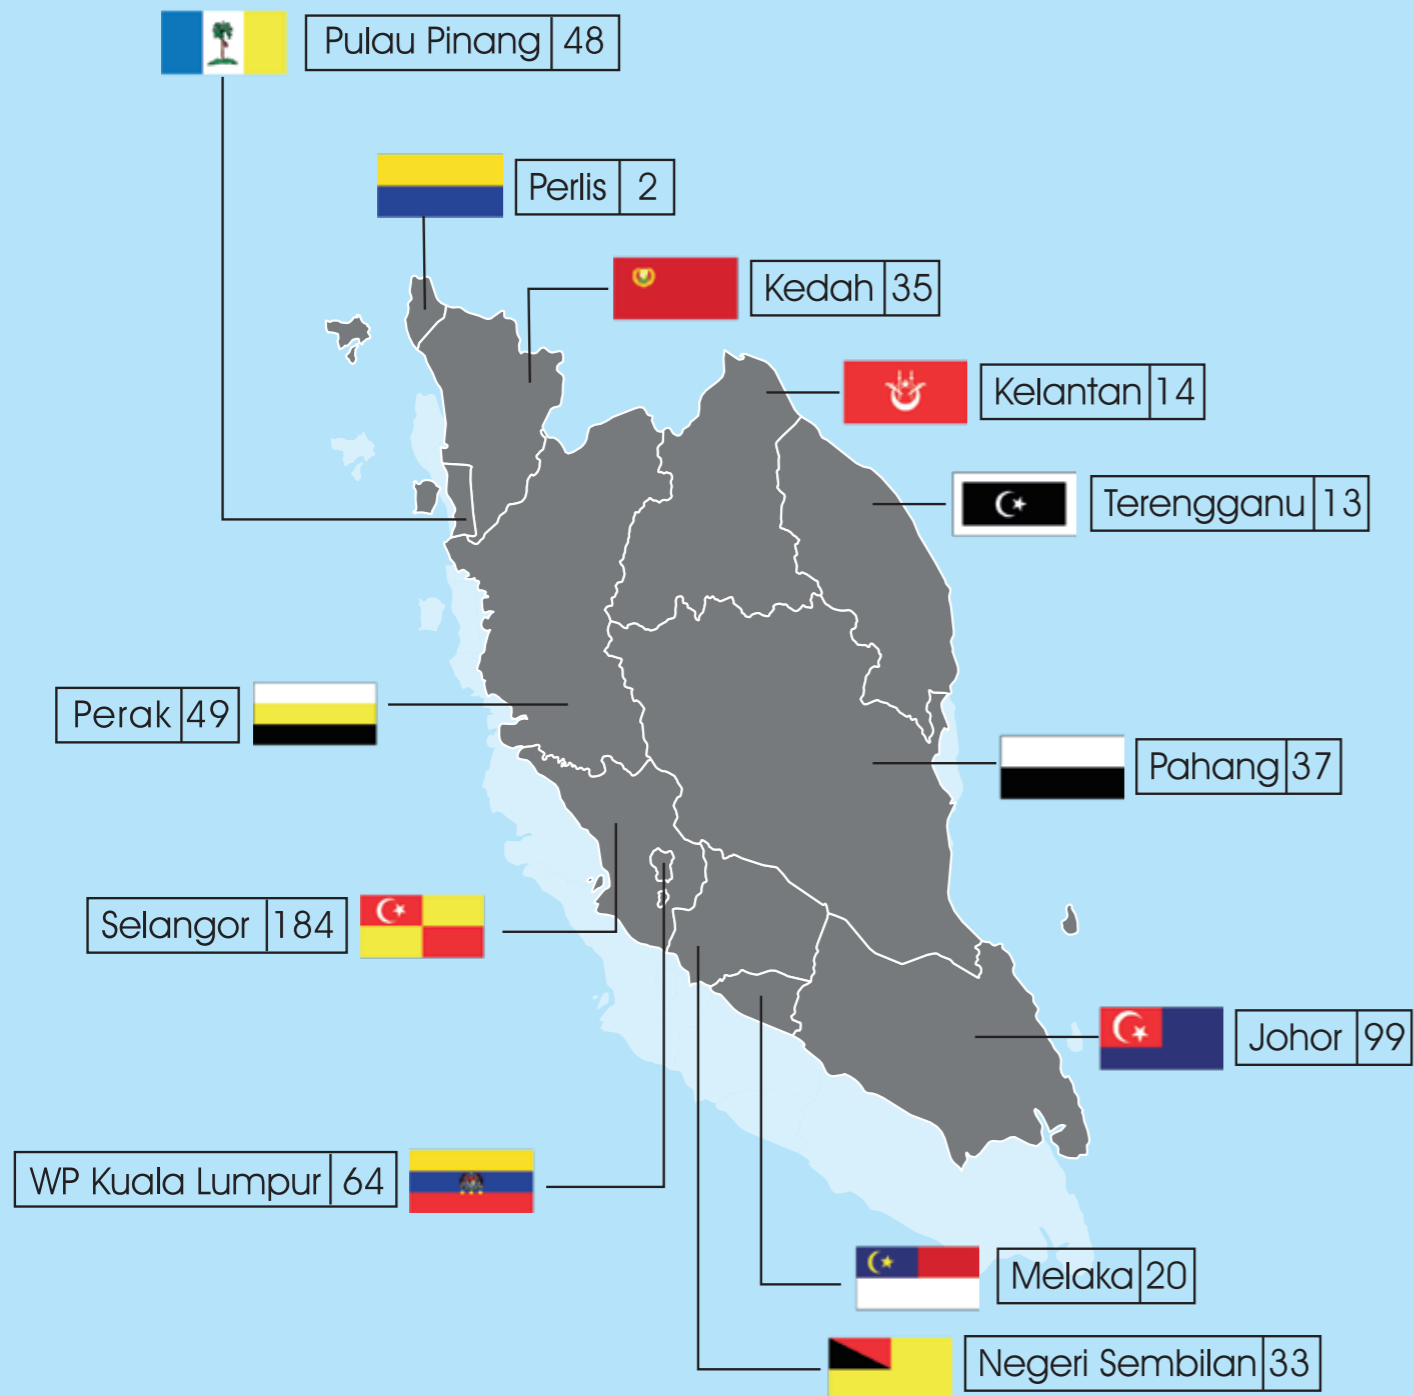 Pulau Pinang 48
Perlis 2
Kedah 35
Kelantan 14
Terengganu 13
Perak 49
Pahang 37
Selangor 184
Johor 99
WP Kuala Lumpur 64
Melaka 20
Negeri Sembilan 33